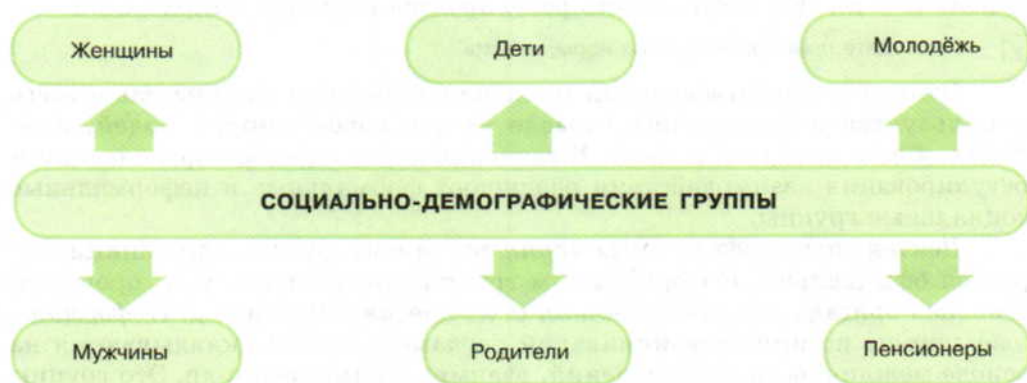 Женщины
Дети
Молодёжь
СОЦИАЛЬНО-ДЕМОГРАФИЧЕСКИЕ ГРУППЫ
Мужчины
Родители
Пенсионеры